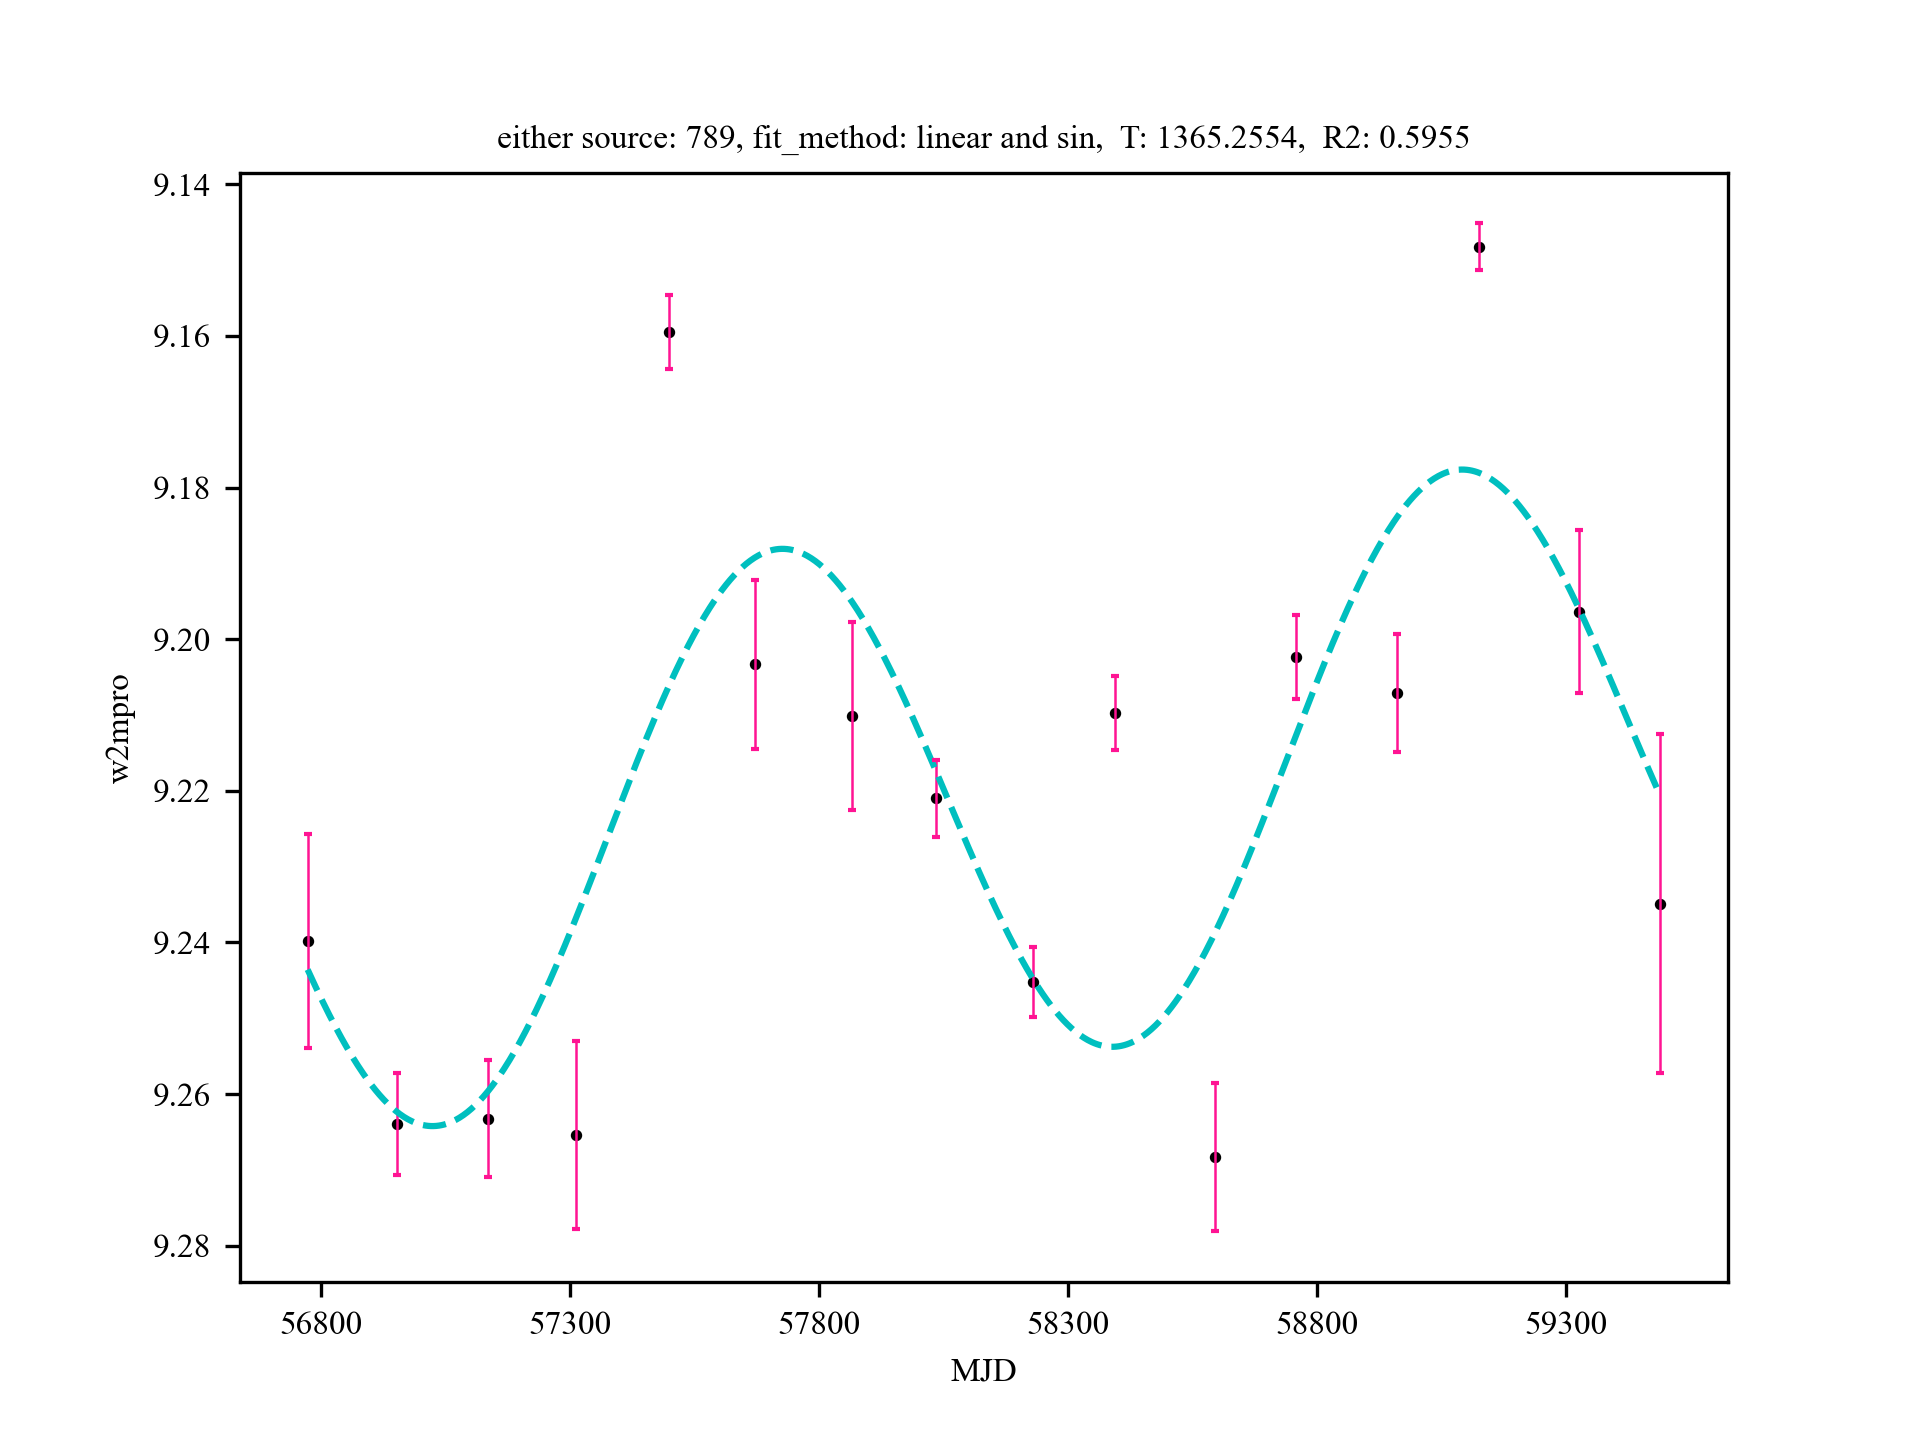 either source: 789, fit_method: linear and sin,  T: 1365.2554,  R2: 0.5955
9.14
9.16
9.18
9.20
9.22
9.24
9.26
9.28
w2mpro
56800 57300 57800 58300 58800 59300
MJD